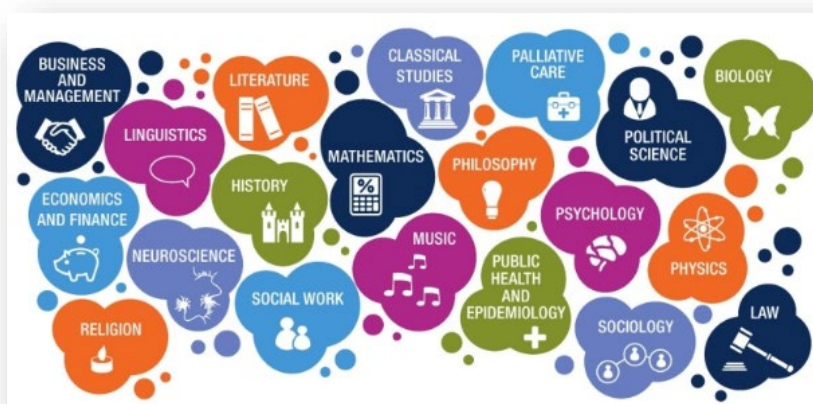 BUSINESS
AND
MANAGEMENT
LITERATURE
CLASSICAL
STUDIES
PALLIATIVE
CARE
BIOLOGY
LINGUISTICS
MATHEMATICS
%
PHILOSOPHY
POLITICAL
SCIENCE
ECONOMICS
AND FINANCE
HISTORY
PSYCHOLOGY
NEUROSCIENCE
MUSIC
PUBLIC
HEALTH
AND
EPIDEMIOLOGY
PHYSICS
RELIGION
SOCIAL WORK
SOCIOLOGY
LAW